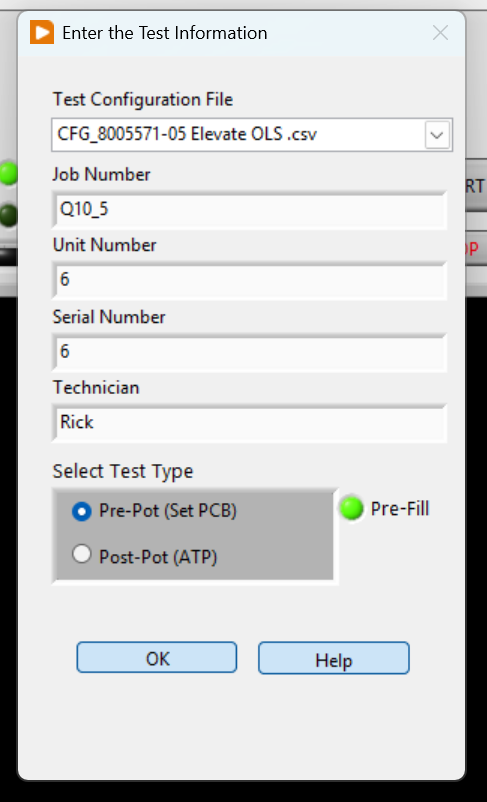 Enter the Test Information
Test Configuration File
CFG_8005571-05 Elevate OLS .csv
Job Number
Q10_5
RT
Unit Number
OP
6
Serial Number
6
Technician
Rick
Select Test Type
Pre-Pot (Set PCB)
Pre-Fill
Post-Pot (ATP)
OK
Help